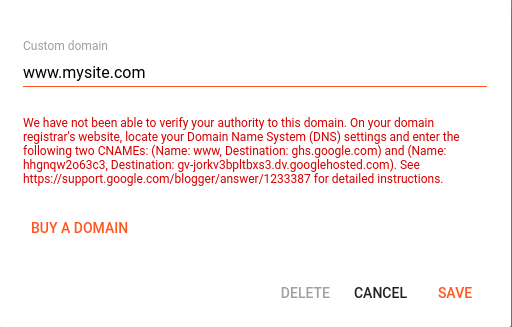 Custom domain
www.mysite.com
We have not been able to verify your authority to this domain. On your domain
registrar's website, locate your Domain Name System (DNS) settings and enter the
following two CNAMEs: (Name: www, Destination: ghs.google.com) and (Name:
hhgnqw2o63c3, Destination: gv-jorkv3bpltbxs3.dv.googlehosted.com). See
https://support.google.com/blogger/answer/1233387 for detailed instructions.
BUY A DOMAIN
DELETE CANCEL SAVE